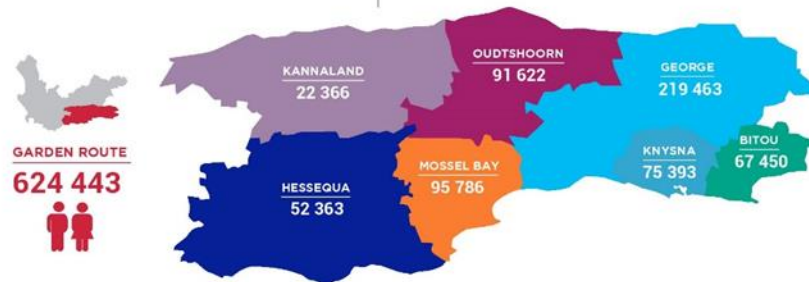 GARDEN ROUTE
624 443
KANNALAND
22 366
OUDTSHOORN
91 622
GEORGE
219 463
HESSEQUA
52 363
MOSSEL BAY
95 786
KNYSNA
75 393
BITOU
67 450